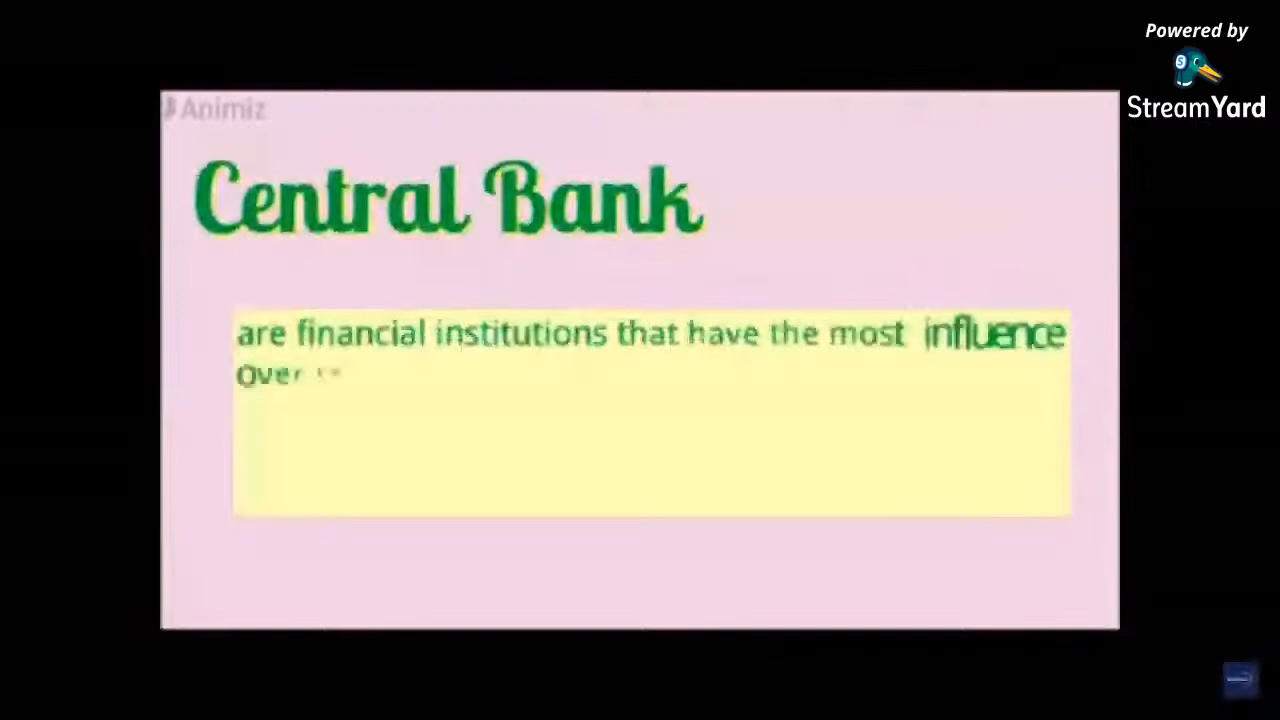 Powered by
StreamYard
Animiz
Central Bank
are financial institutions that have the most influence
over